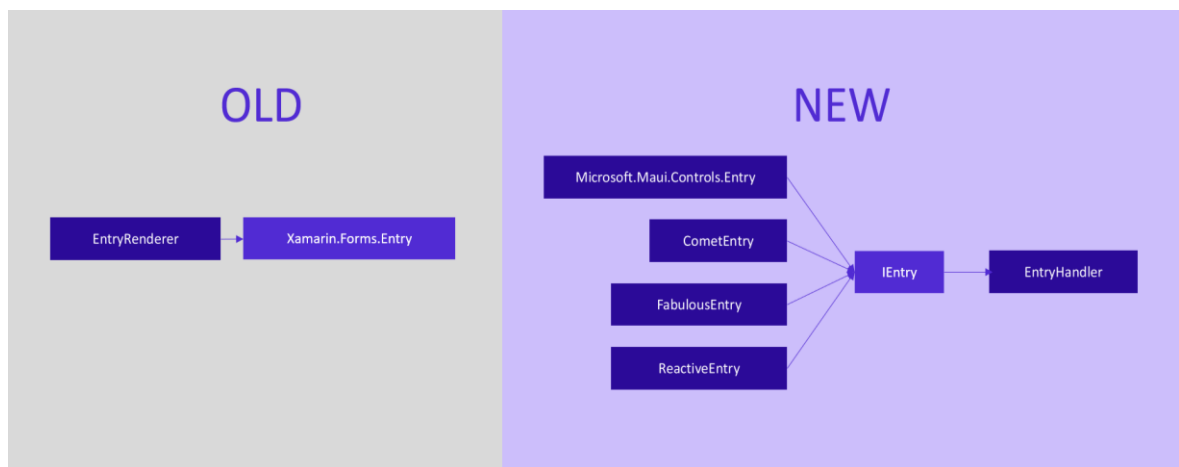 OLD
EntryRenderer
Xamarin.Forms.Entry
NEW
Microsoft.Maui.Controls.Entry
CometEntry
FabulousEntry
ReactiveEntry
IEntry
EntryHandler